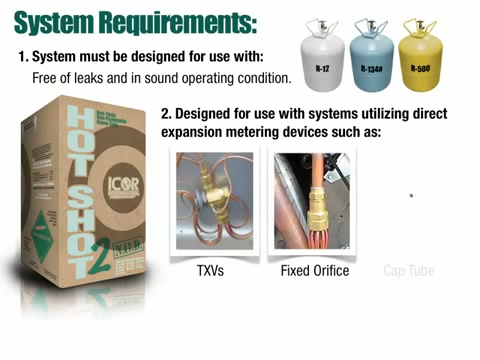 System Requirements:
1. System must be designed for use with:
Free of leaks and in sound operating condition.
R-12
R-134a
R-500
2. Designed for use with systems utilizing direct
expansion metering devices such as:
HOT SHOT
2
ICOR
N.U.B.
TXVs
Fixed Orifice
Cap Tube